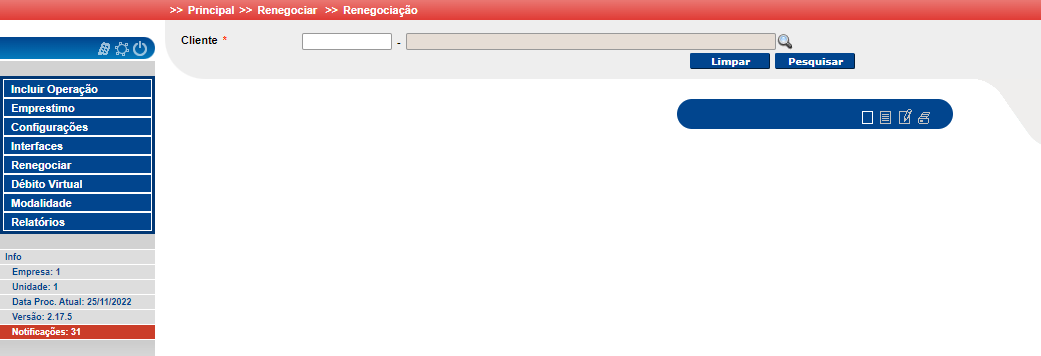 >> Principal >> Renegociar >> Renegociação
Cliente *
-
Limpar Pesquisar
Incluir Operação
Emprestimo
Configurações
Interfaces
Renegociar
Débito Virtual
Modalidade
Relatórios
Info
Empresa: 1
Unidade: 1
Data Proc. Atual: 25/11/2022
Versão: 2.17.5
Notificações: 31